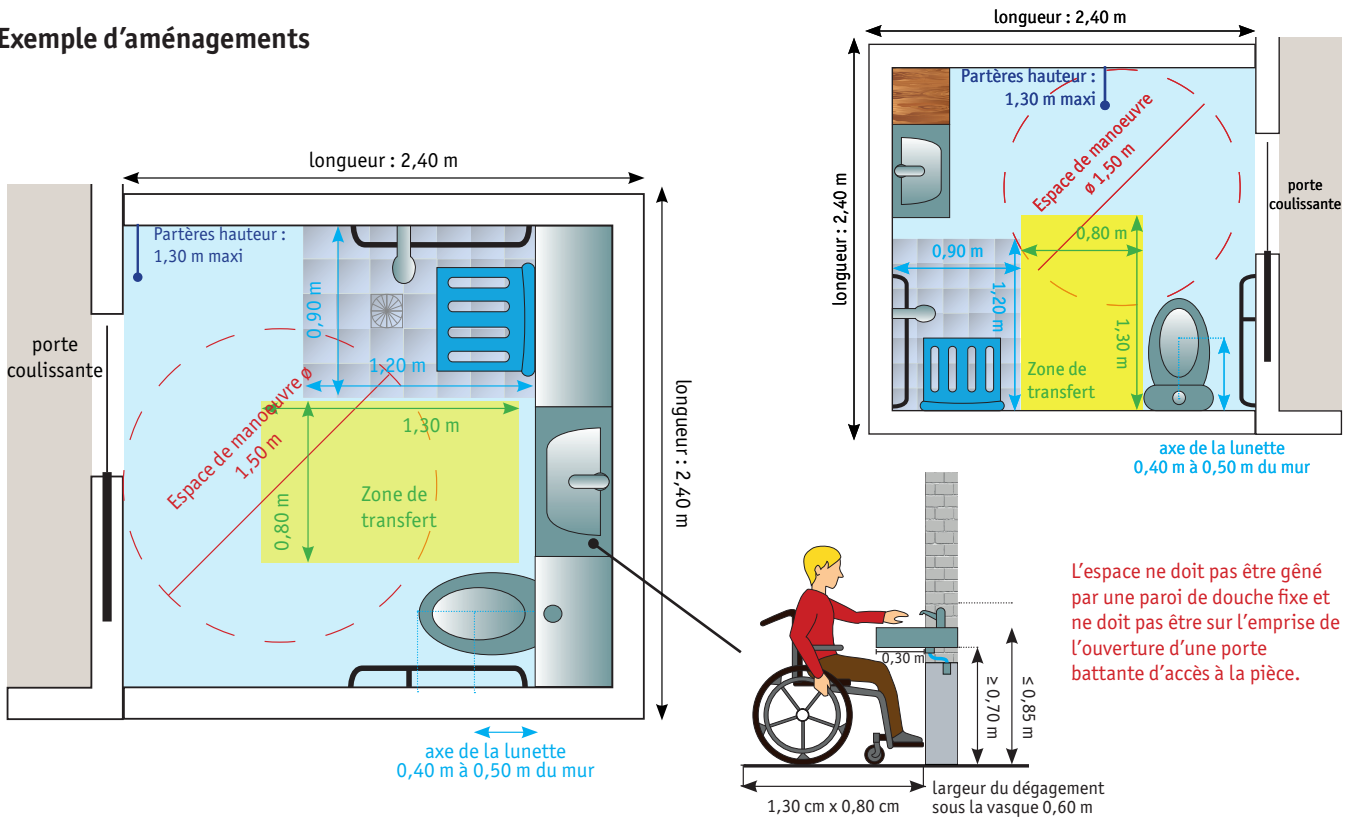 Exemple d’aménagements
longueur : 2,40 m
Partères hauteur :
1,30 m maxi
porte
coulissante
0,90 m
1,20 m
Espace de manoeuvre ø
1,50 m
1,30 m
0,80 m
Zone de
transfert
longueur : 2,40 m
axe de la lunette
0,40 m à 0,50 m du mur
longueur : 2,40 m
Partères hauteur :
1,30 m maxi
Espace de manoeuvre
ø 1,50 m
porte
coulissante
longueur : 2,40 m
0,80 m
0,90 m
1,20 m
1,30 m
Zone de
transfert
axe de la lunette
0,40 m à 0,50 m du mur
0,30 m
≥ 0,70 m
≤ 0,85 m
1,30 cm x 0,80 cm
largeur du dégagement
sous la vasque 0,60 m
L’espace ne doit pas être gêné
par une paroi de douche fixe et
ne doit pas être sur l’emprise de
l’ouverture d’une porte
battante d’accès à la pièce.